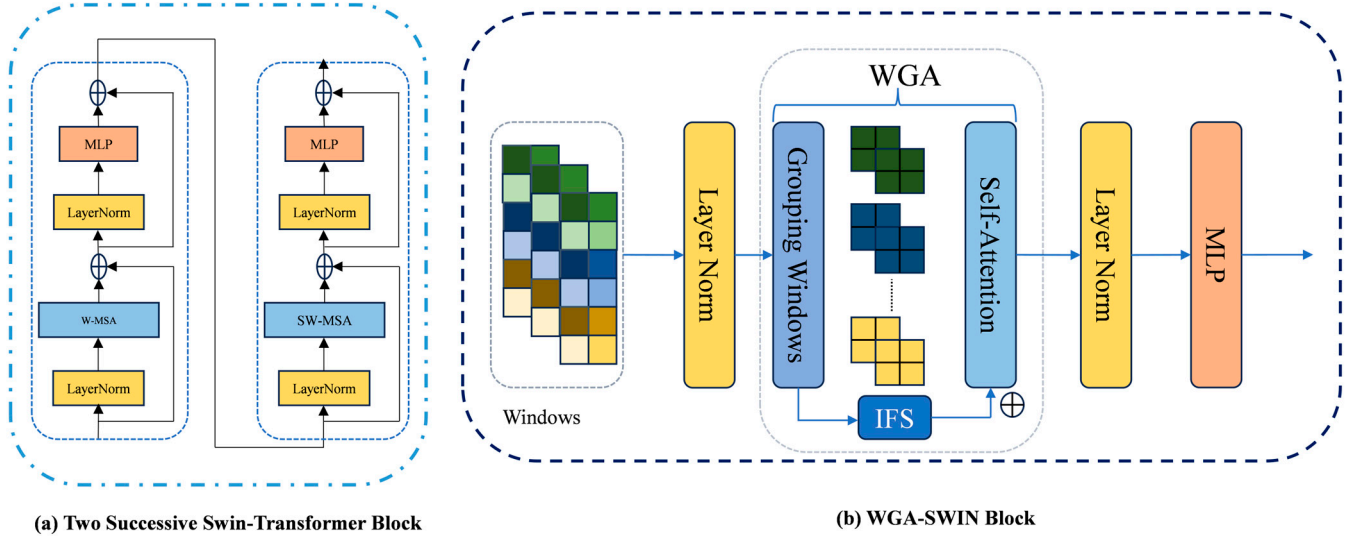 MLP
LayerNorm
W-MSA
LayerNorm
MLP
LayerNorm
SW-MSA
LayerNorm
(a) Two Successive Swin-Transformer Block
Windows
Layer Norm
WGA
Grouping Windows
Self-Attention
IFS
Layer Norm
MLP
(b) WGA-SWIN Block